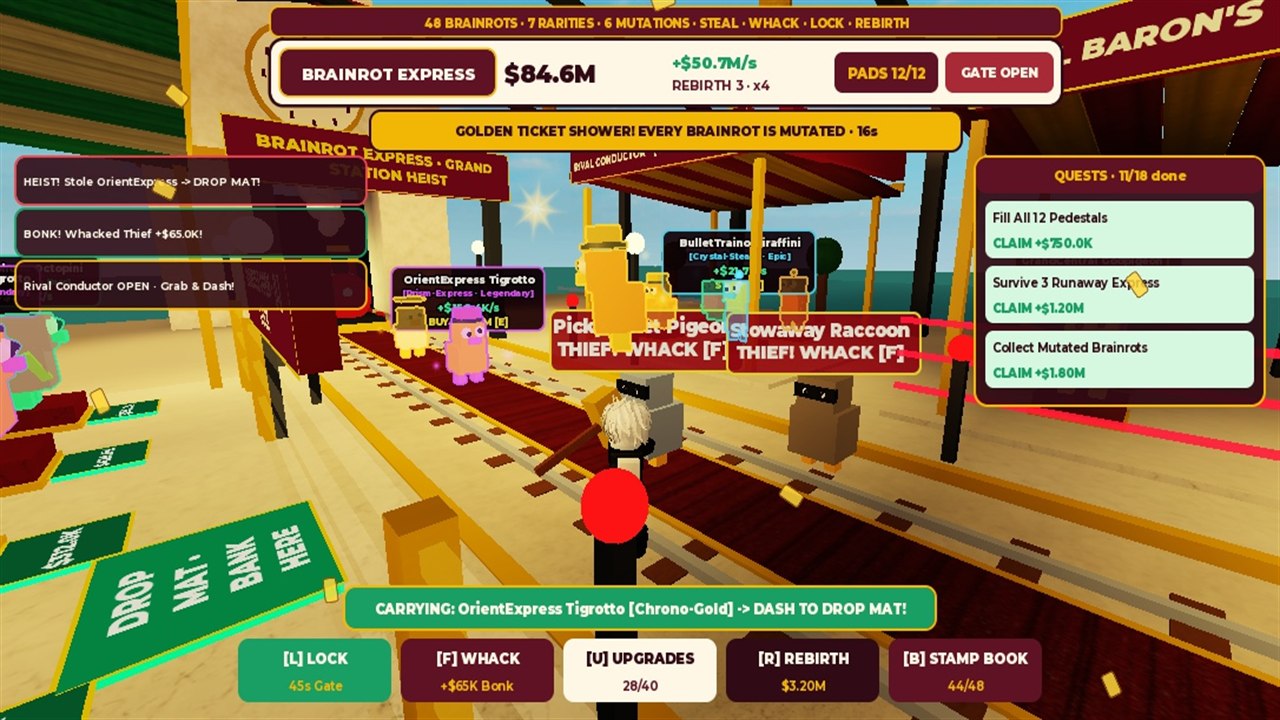 48 BRAINROTS · 7 RARITIES · 6 MUTATIONS · STEAL · WHACK · LOCK · REBIRTH
BRAINROT EXPRESS
$84.6M
+$50.7M/s
REBIRTH 3 · x4
PADS 12/12
GATE OPEN
BARON'S
GOLDEN TICKET SHOWER! EVERY BRAINROT IS MUTATED · 16s
BRAINROT EXPRESS · GRAND
STATION HEIST
RIVAL CONDUCTOR
HEIST! Stole OrientExpress -> DROP MAT!
BONK! Whacked Thief +$65.0K!
Rival Conductor OPEN · Grab & Dash!
QUESTS · 11/18 done
Fill All 12 Pedestals
CLAIM +$750.0K
Survive 3 Runaway Express
CLAIM +$1.20M
Collect Mutated Brainrots
CLAIM +$1.80M
OrientExpress Tigrotto
[Prism-Express · Legendary]
BulletTraino Giraffini
[Crystal-Steam · Epic]
THIEF! WHACK [F]
Stowaway Raccoon
THIEF! WHACK [F]
DROP
MAT ·
BANK
HERE
CARRYING: OrientExpress Tigrotto [Chrono-Gold] -> DASH TO DROP MAT!
[L] LOCK
45s Gate
[F] WHACK
+$65K Bonk
[U] UPGRADES
28/40
[R] REBIRTH
$3.20M
[B] STAMP BOOK
44/48